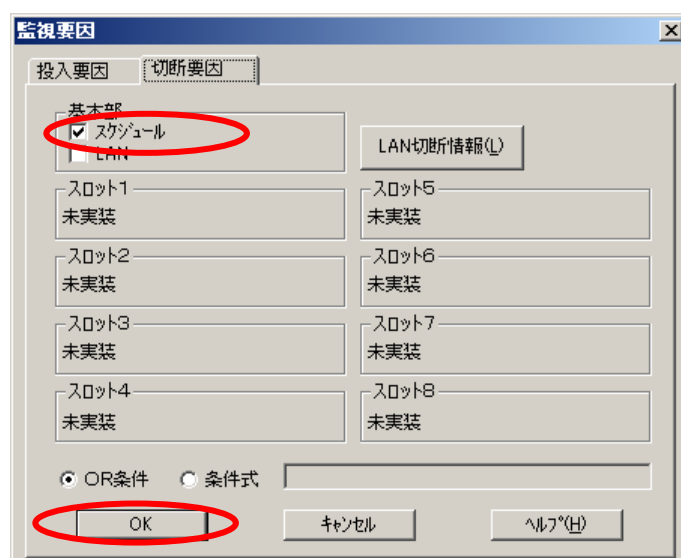 監視要因
投入要因 切断要因
基本部
スケジュール
LAN
LAN切断情報(L)
スロット1
未実装
スロット5
未実装
スロット2
未実装
スロット6
未実装
スロット3
未実装
スロット7
未実装
スロット4
未実装
スロット8
未実装
OR条件 条件式
OK キャンセル ヘルプ(H)